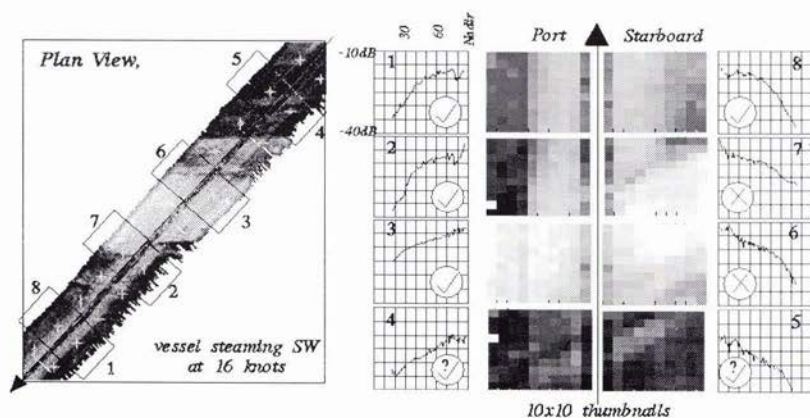 Plan View,
5
6
4
7
3
8
2
1
vessel steaming SW
at 16 knots
30
60
Nadir
-10dB
-40dB
1
2
3
4
?
Port
Starboard
8
7
6
5
?
10x10 thumbnails